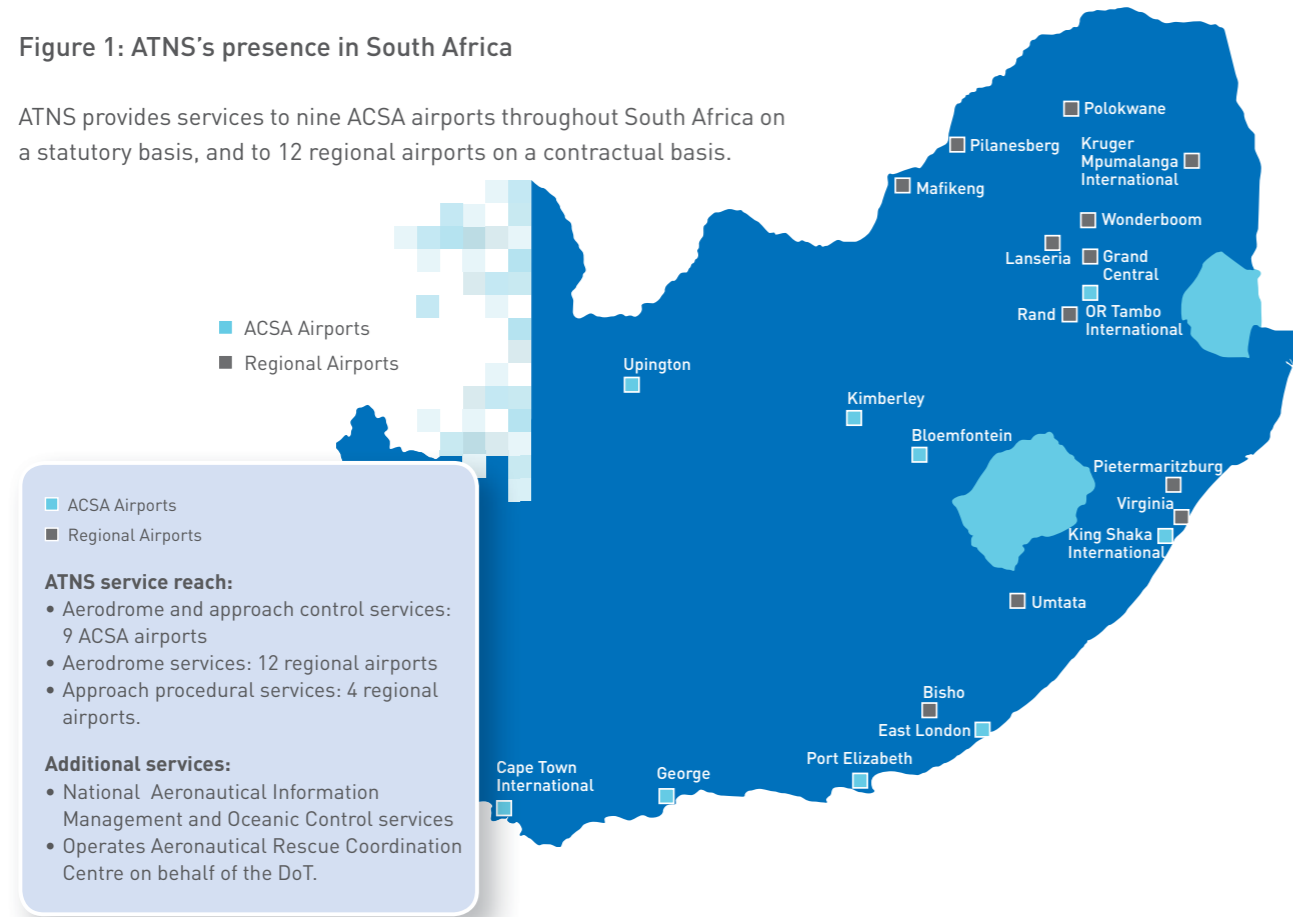 Figure 1: ATNS's presence in South Africa
ATNS provides services to nine ACSA airports throughout South Africa on
a statutory basis, and to 12 regional airports on a contractual basis.
Polokwane
Pilanesberg
Kruger
Mpumalanga
International
Mafikeng
Wonderboom
Lanseria
Grand
Central
Rand
OR Tambo
International
ACSA Airports
Regional Airports
Upington
Kimberley
Bloemfontein
Pietermaritzburg
Virginia
King Shaka
International
Umtata
Bisho
East London
Port Elizabeth
George
Cape Town
International
ACSA Airports
Regional Airports
ATNS service reach:
• Aerodrome and approach control services:
9 ACSA airports
• Aerodrome services: 12 regional airports
• Approach procedural services: 4 regional
airports.
Additional services:
• National Aeronautical Information
Management and Oceanic Control services
• Operates Aeronautical Rescue Coordination
Centre on behalf of the DoT.